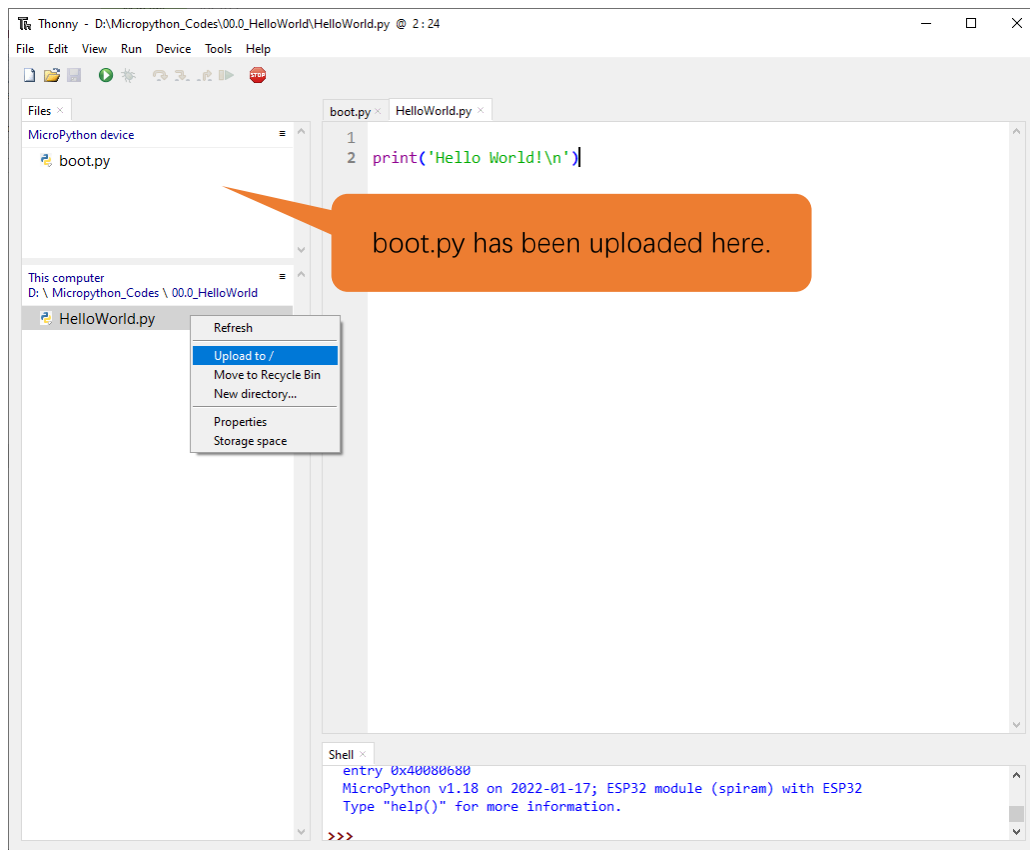 Thonny - D:\Micropython_Codes\00.0_HelloWorld\HelloWorld.py @ 2:24
File Edit View Run Device Tools Help
STOP
Files
MicroPython device
boot.py
boot.py
HelloWorld.py
1
2 print('Hello World!\n')
boot.py has been uploaded here.
This computer
D: \ Micropython_Codes \ 00.0_HelloWorld
HelloWorld.py
Refresh
Upload to /
Move to Recycle Bin
New directory...
Properties
Storage space
Shell
entry 0x40080680
MicroPython v1.18 on 2022-01-17; ESP32 module (spiram) with ESP32
Type "help()" for more information.
>>>